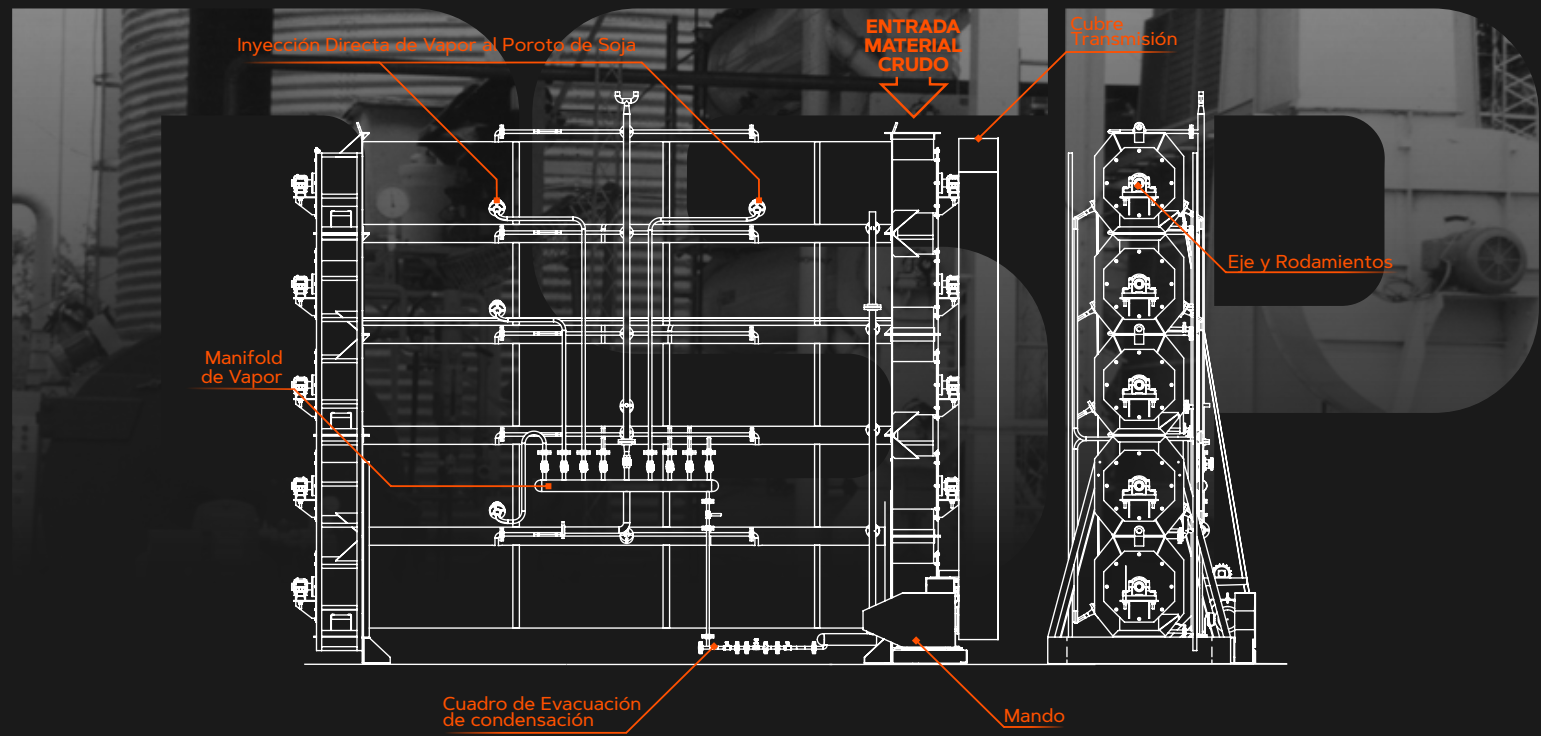 Inyección Directa de Vapor al Poroto de Soja
ENTRADA
MATERIAL
CRUDO
Cubre
Transmisión
Eje y Rodamientos
Manifold
de Vapor
Cuadro de Evacuación
de condensación
Mando